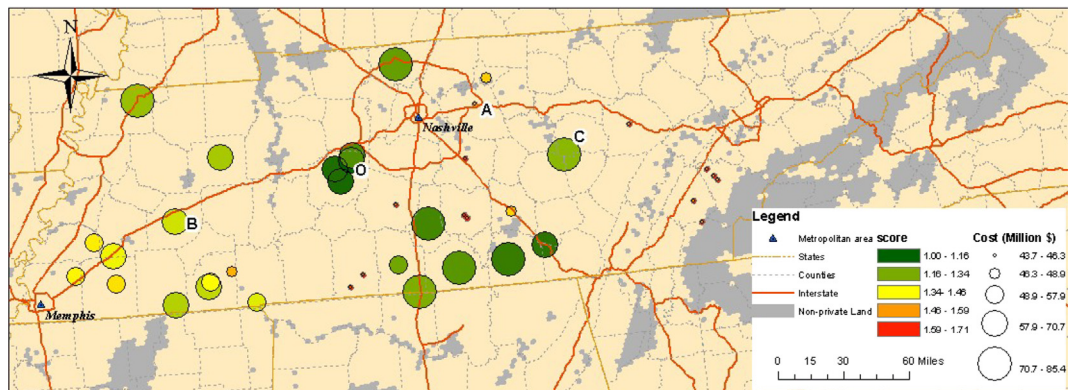 N
A
Nashville
C
O
B
Memphis
Legend
Metropolitan area
States
Counties
Interstate
Non-private Land
score
1.00 - 1.16
1.16 - 1.34
1.34- 1.46
1.46 - 1.59
1.59 - 1.71
Cost (Million $)
43.7 - 46.3
46.3 - 48.9
48.9 - 57.9
57.9 - 70.7
70.7 - 85.4
0 15 30 60 Miles